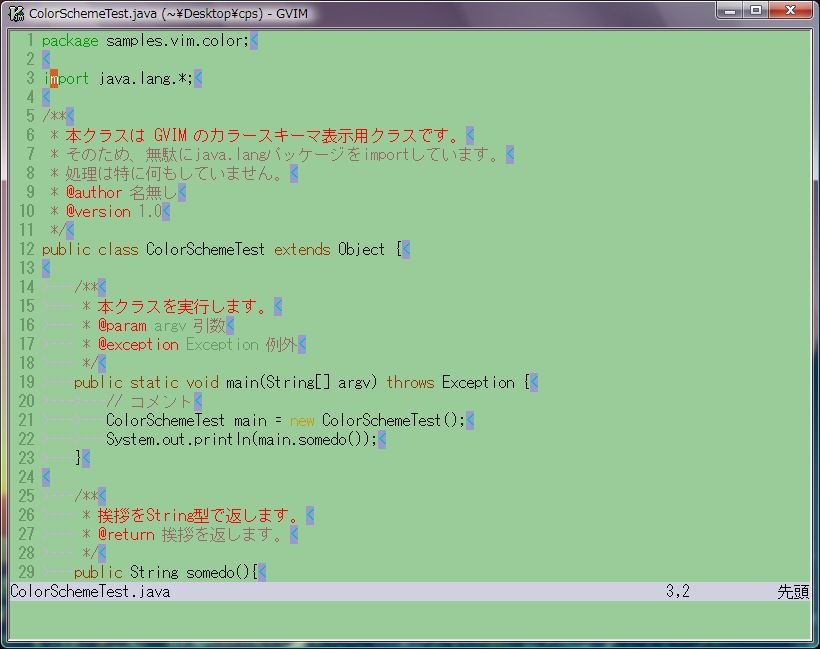 ColorSchemeTest.java (~¥Desktop¥cps) - GVIM
1 package samples.vim.color;<
2 <
3 import java.lang.*;<
4 <
5 /**<
6  * 本クラスは GVIM のカラースキーマ表示用クラスです。<
7  * そのため、無駄にjava.langパッケージをimportしています。<
8  * 処理は特に何もしていません。<
9  * @author 名無し<
10  * @version 1.0<
11  */<
12 public class ColorSchemeTest extends Object {<
13 <
14 >---/**<
15 >--- * 本クラスを実行します。<
16 >--- * @param argv 引数<
17 >--- * @exception Exception 例外<
18 >--- */<
19 >---public static void main(String[] argv) throws Exception {<
20 >--->---// コメント<
21 >--->---ColorSchemeTest main = new ColorSchemeTest();<
22 >--->---System.out.println(main.somedo());<
23 >---}<
24 <
25 >---/**<
26 >--- * 挨拶をString型で返します。<
27 >--- * @return 挨拶を返します。<
28 >--- */<
29 >---public String somedo(){<
ColorSchemeTest.java 3,2 先頭